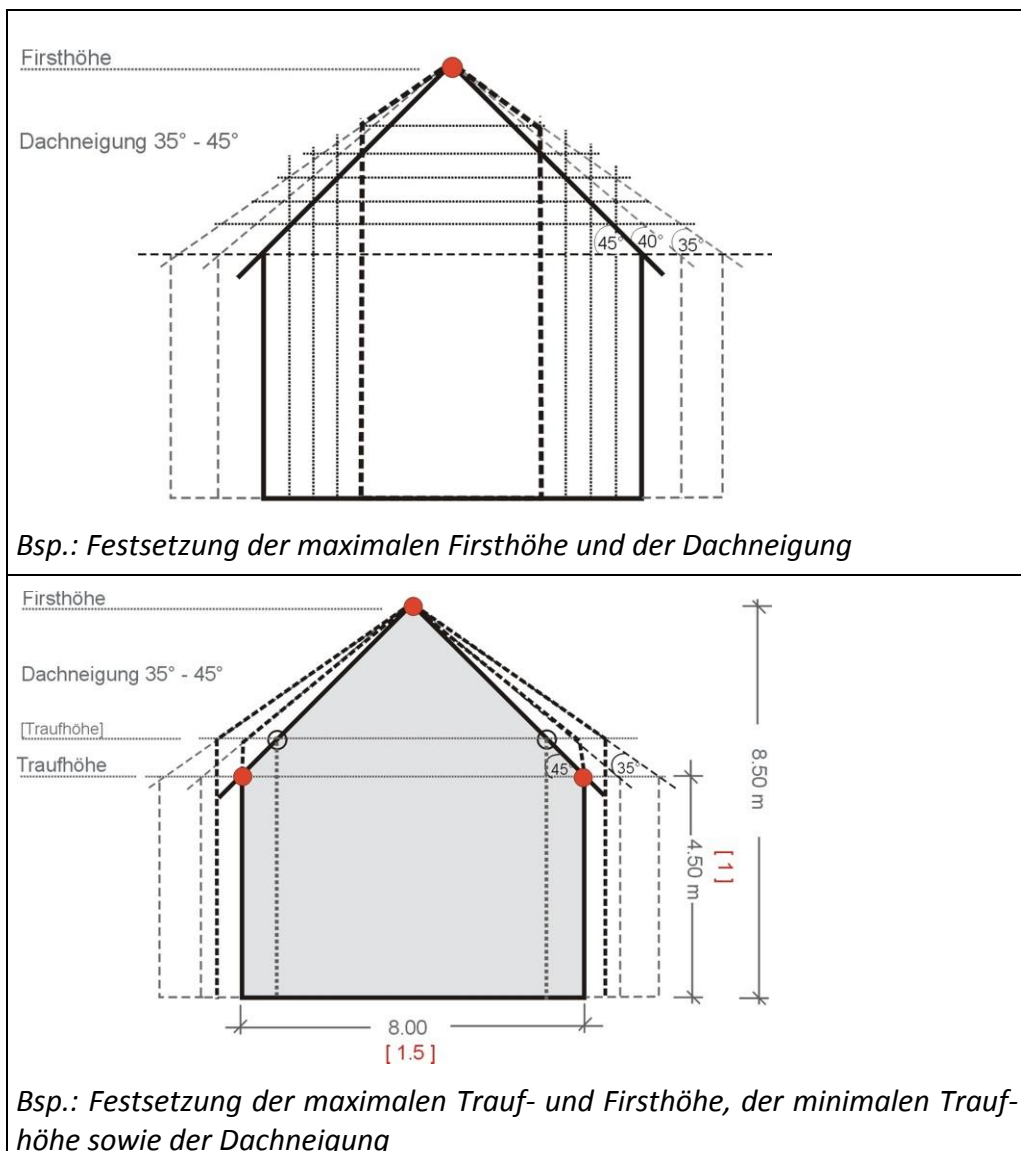 Firsthöhe
Dachneigung 35° - 45°
45° 40° 35°
Bsp.: Festsetzung der maximalen Firsthöhe und der Dachneigung
Firsthöhe
Dachneigung 35° - 45°
[Traufhöhe]
Traufhöhe
45° 35°
8.50 m
4.50 m
[ 1 ]
8.00
[ 1.5 ]
Bsp.: Festsetzung der maximalen Trauf- und Firsthöhe, der minimalen Trauf-
höhe sowie der Dachneigung